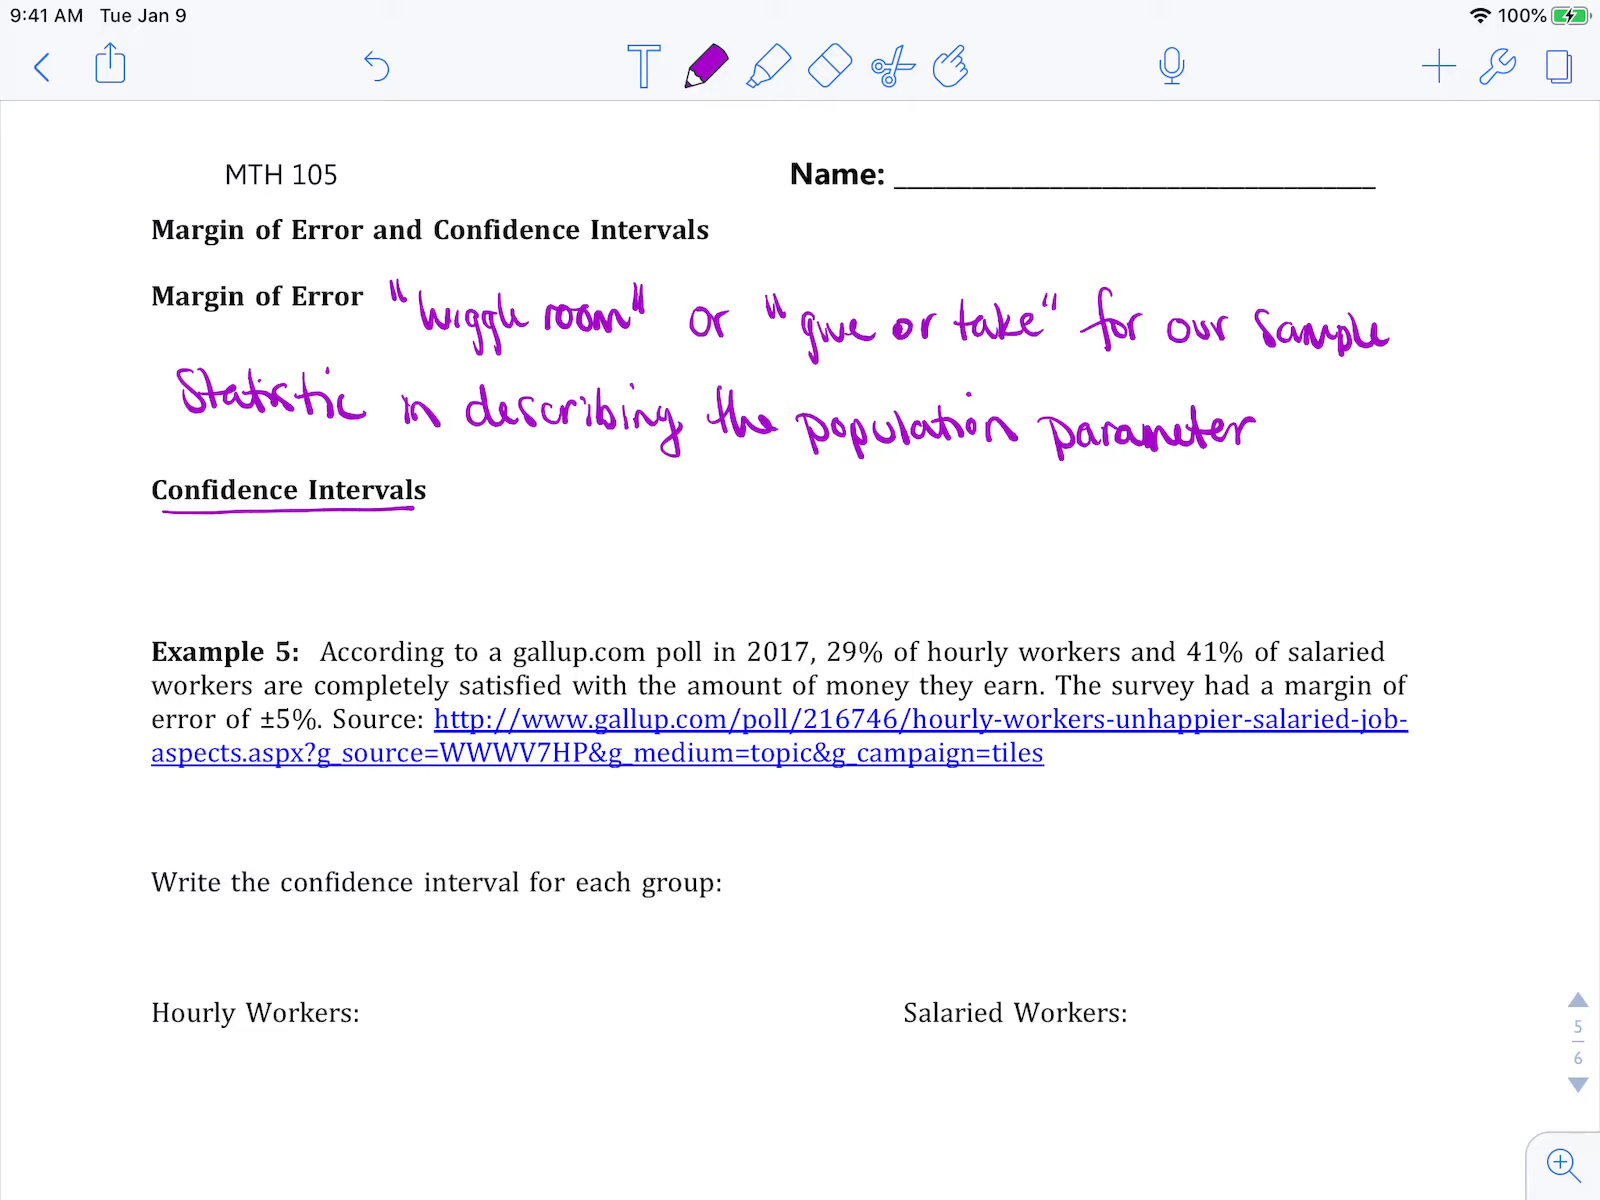 9:41 AM Tue Jan 9
100%
MTH 105
Name: ___________________________________
Margin of Error and Confidence Intervals
Margin of Error "wiggle room" or "give or take" for our sample
Statistic in describing the population parameter
Confidence Intervals
Example 5: According to a gallup.com poll in 2017, 29% of hourly workers and 41% of salaried
workers are completely satisfied with the amount of money they earn. The survey had a margin of
error of ±5%. Source: http://www.gallup.com/poll/216746/hourly-workers-unhappier-salaried-job-
aspects.aspx?g_source=WWWV7HP&g_medium=topic&g_campaign=tiles
Write the confidence interval for each group:
Hourly Workers:
Salaried Workers:
5
6